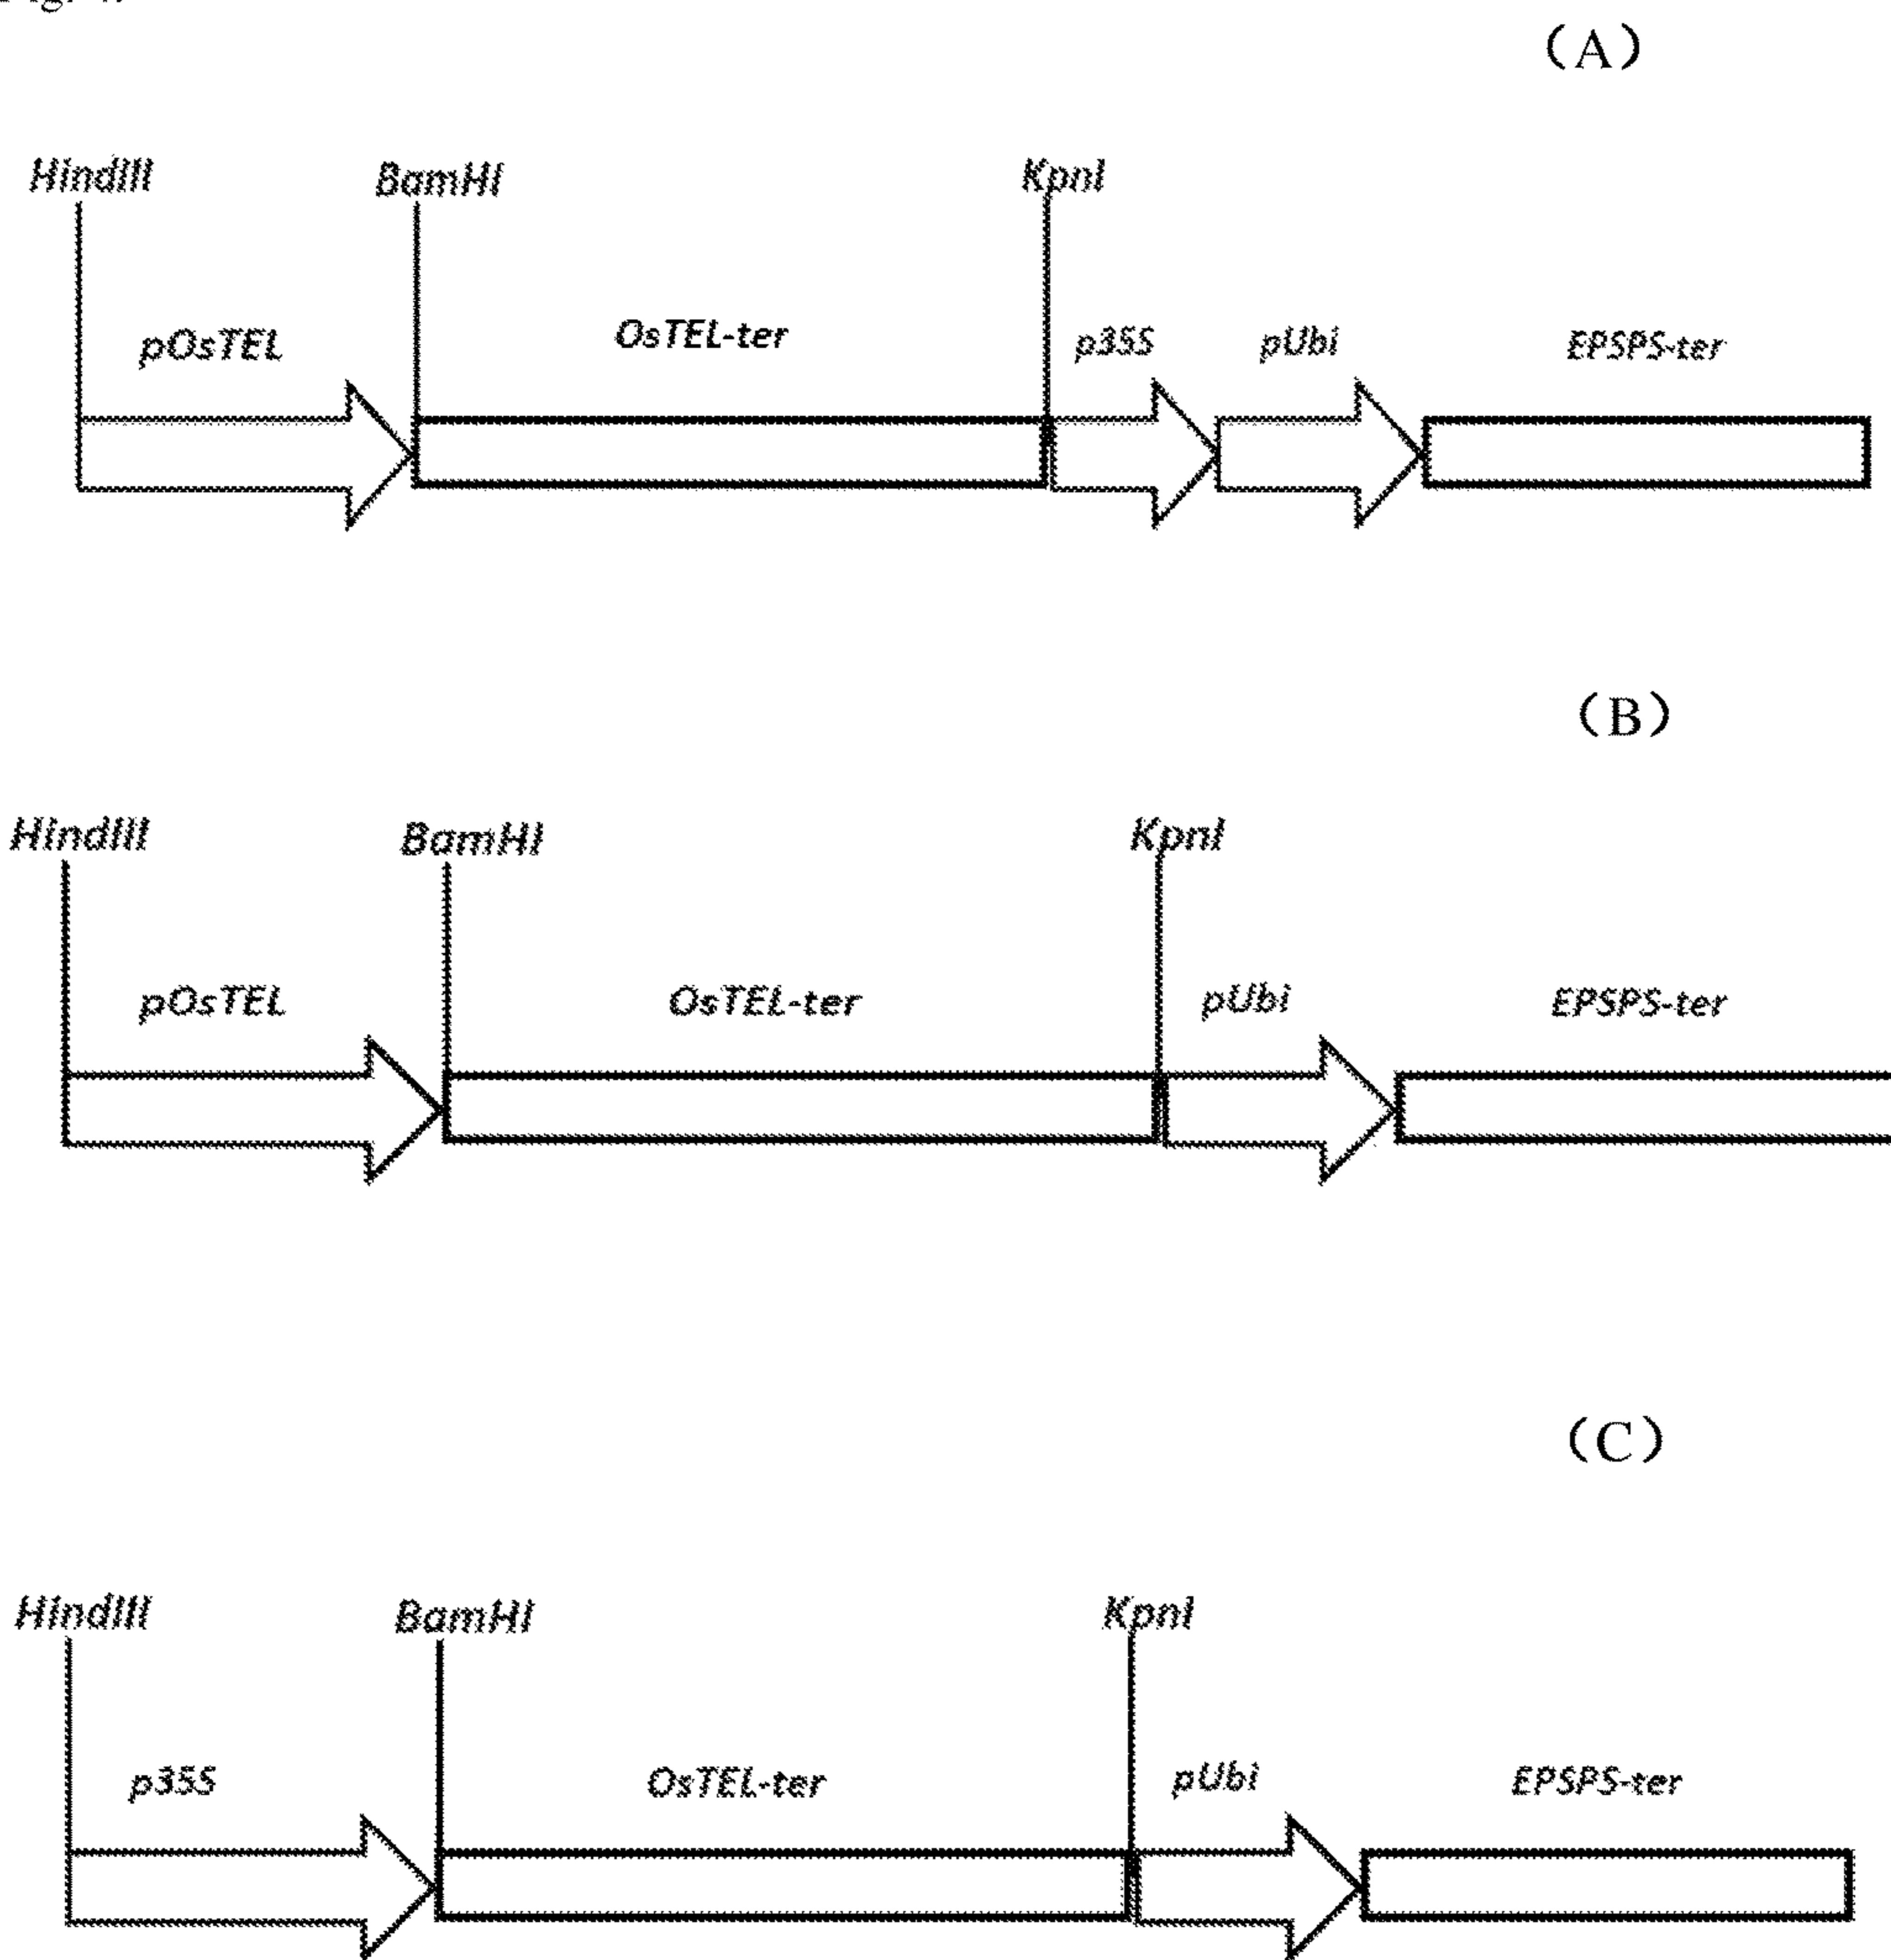 (A)
HindIII BamHI KpnI
pOsTEL OsTEL-ter p35S pUbi EPSPS-ter
(B)
HindIII BamHI KpnI
pOsTEL OsTEL-ter pUbi EPSPS-ter
(C)
HindIII BamHI KpnI
p35S OsTEL-ter pUbi EPSPS-ter